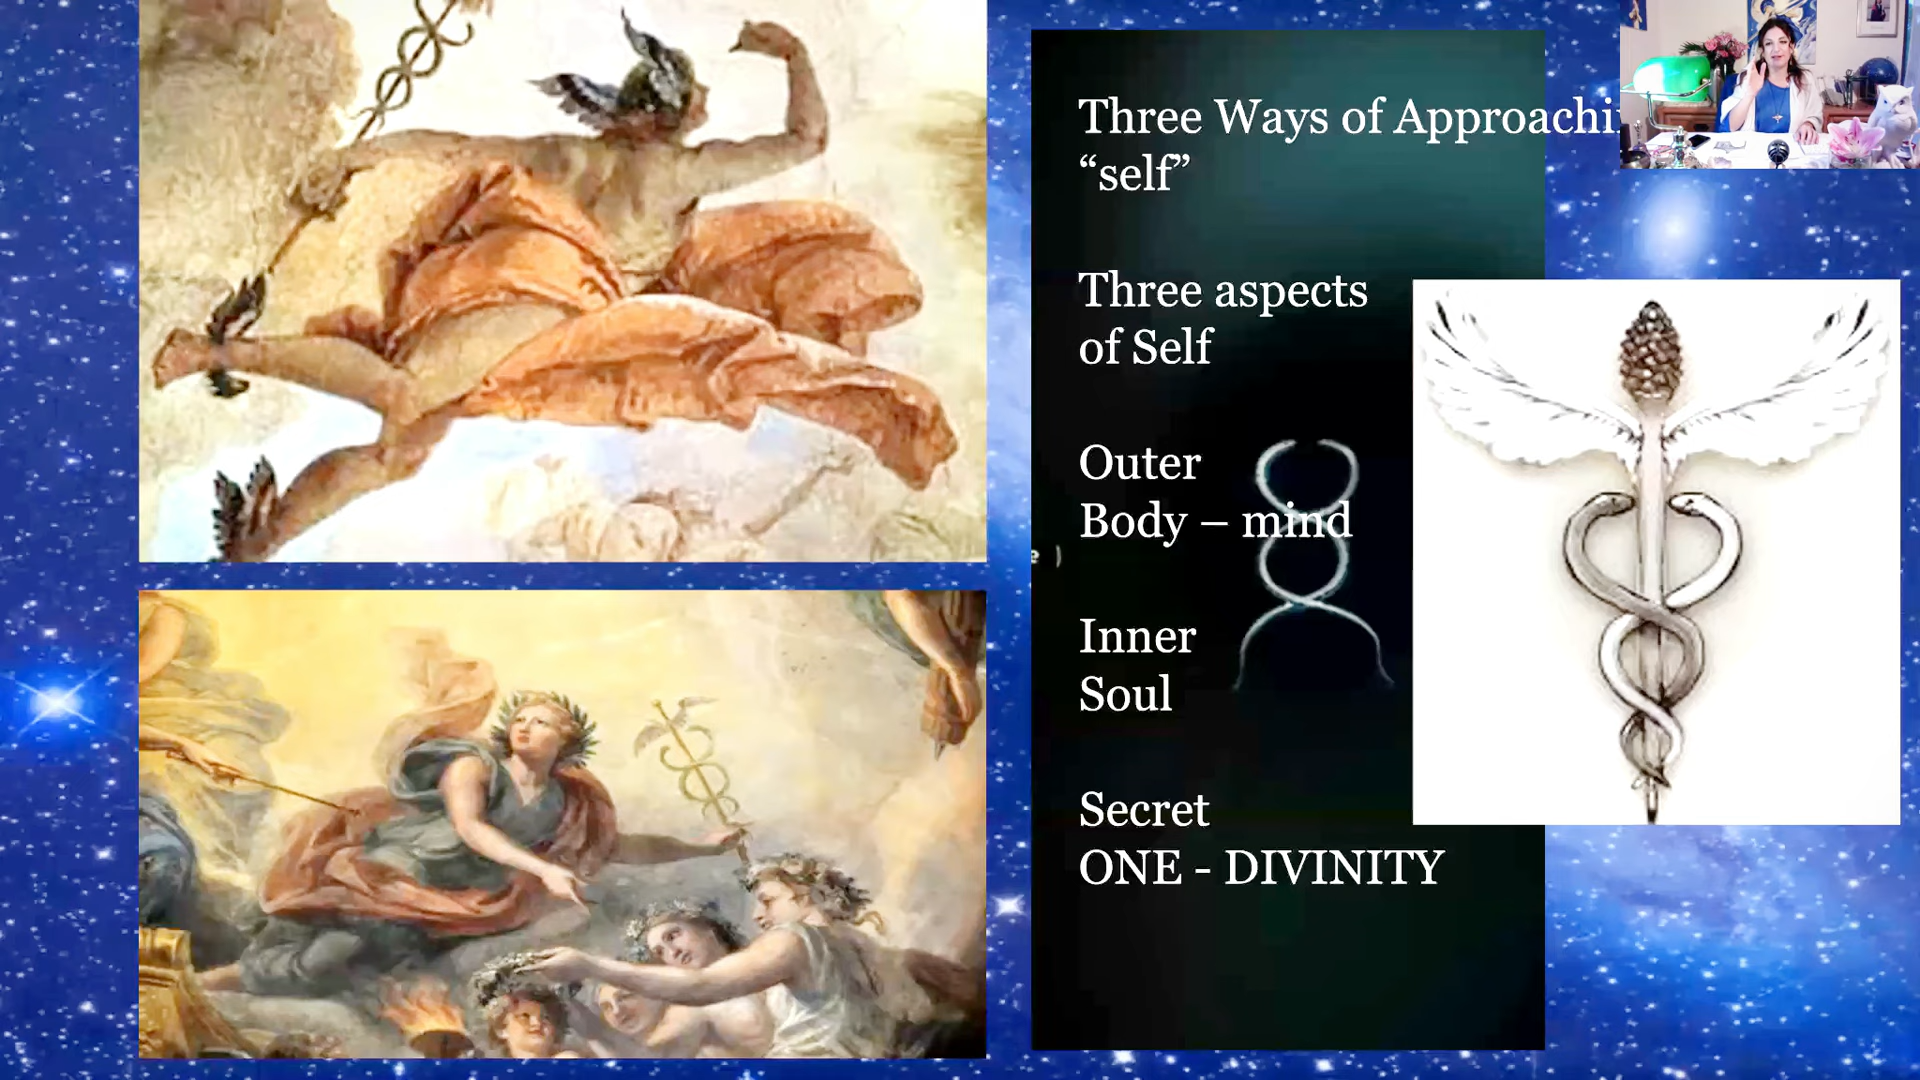 Three Ways of Approachi
“self”
Three aspects
of Self
Outer
Body – mind
e )
Inner
Soul
Secret
ONE - DIVINITY